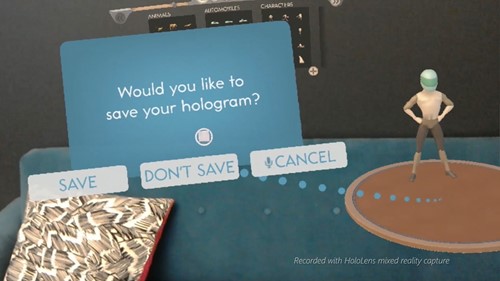 ANIMALS
AUTOMOTILES
CHARACTERS
Would you like to
save your hologram?
SAVE
DON'T SAVE
CANCEL
Recorded with HoloLens mixed reality capture